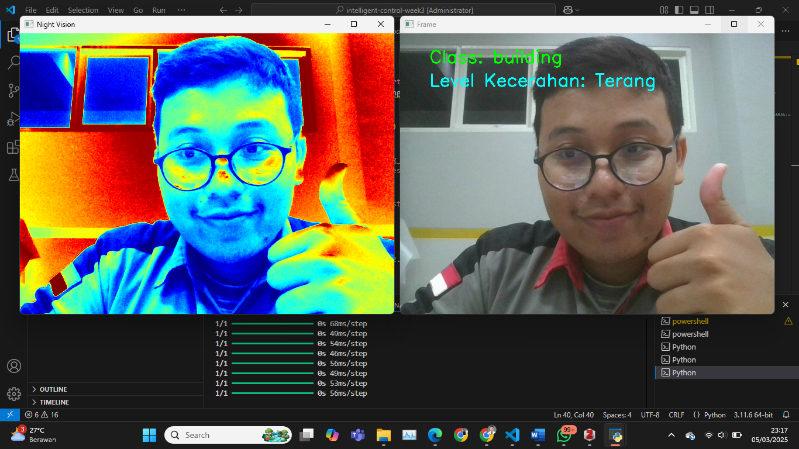 File Edit Selection View Go Run ···
intelligent-control-week3 [Administrator]
Night Vision
Frame
Class: building
Level Kecerahan: Terang
1/1 0s 68ms/step
1/1 0s 49ms/step
1/1 0s 54ms/step
1/1 0s 46ms/step
1/1 0s 56ms/step
1/1 0s 49ms/step
1/1 0s 53ms/step
1/1 0s 56ms/step
powershell
powershell
Python
Python
Python
OUTLINE
TIMELINE
6 16
Ln 40, Col 40 Spaces: 4 UTF-8 CRLF Python 3.11.6 64-bit
3
27°C
Berawan
Search
99+
23:17
05/03/2025